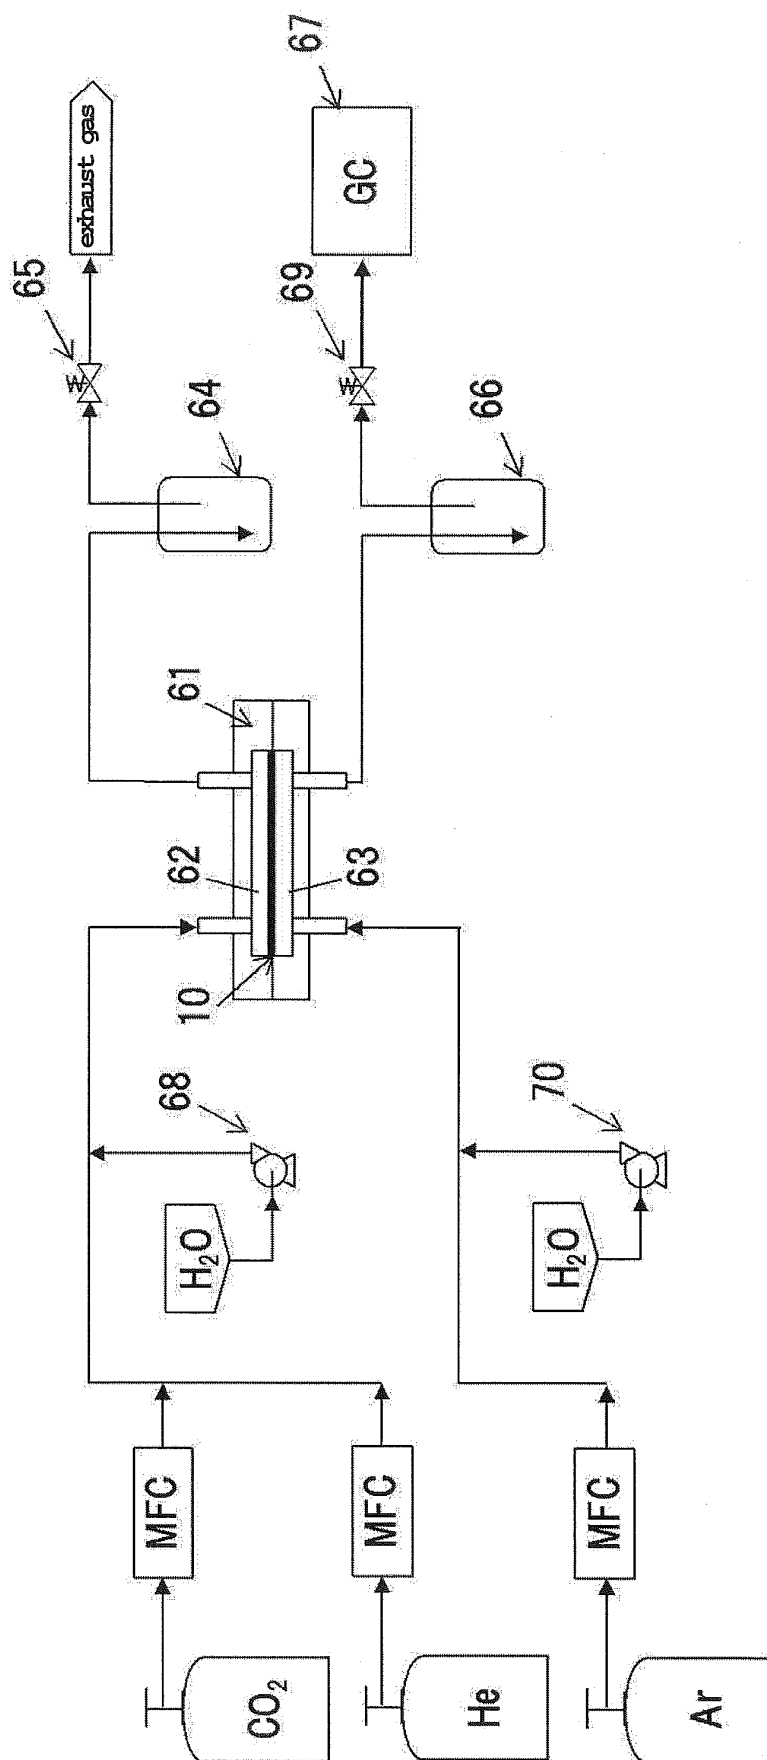 CO₂
He
Ar
MFC
MFC
MFC
H₂O
68
H₂O
70
10
62
63
61
64
66
65
69
exhaust gas
GC
67